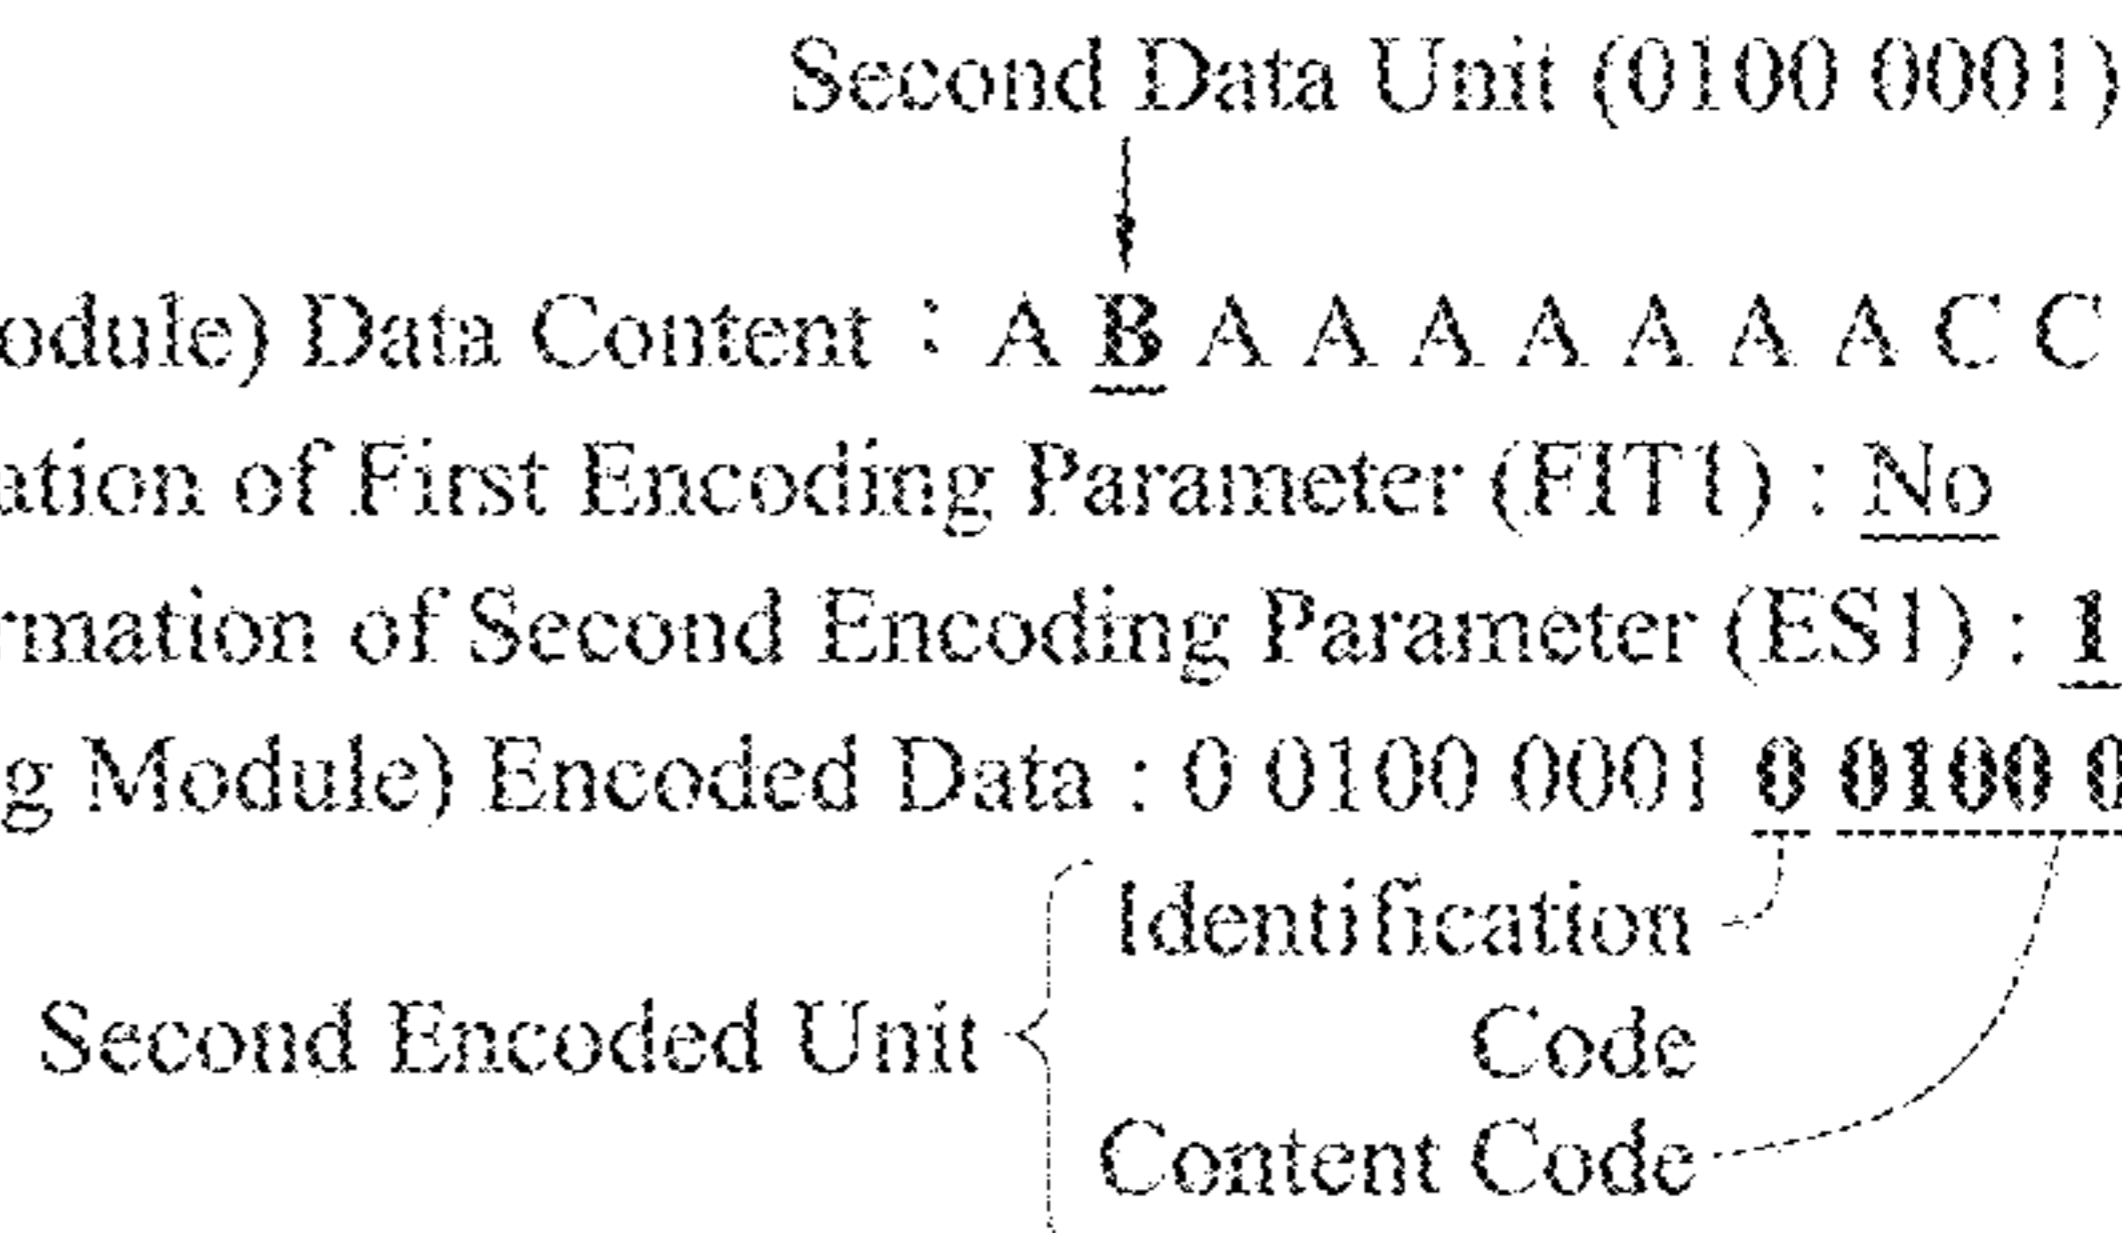 Second Data Unit (0100 0001)
odule) Data Content : A B A A A A A A A C C
ation of First Encoding Parameter (FIT1) : No
rmation of Second Encoding Parameter (ES1) : 1
g Module) Encoded Data : 0 0100 0001 0 0100 0
Identification
Code
Second Encoded Unit
Content Code